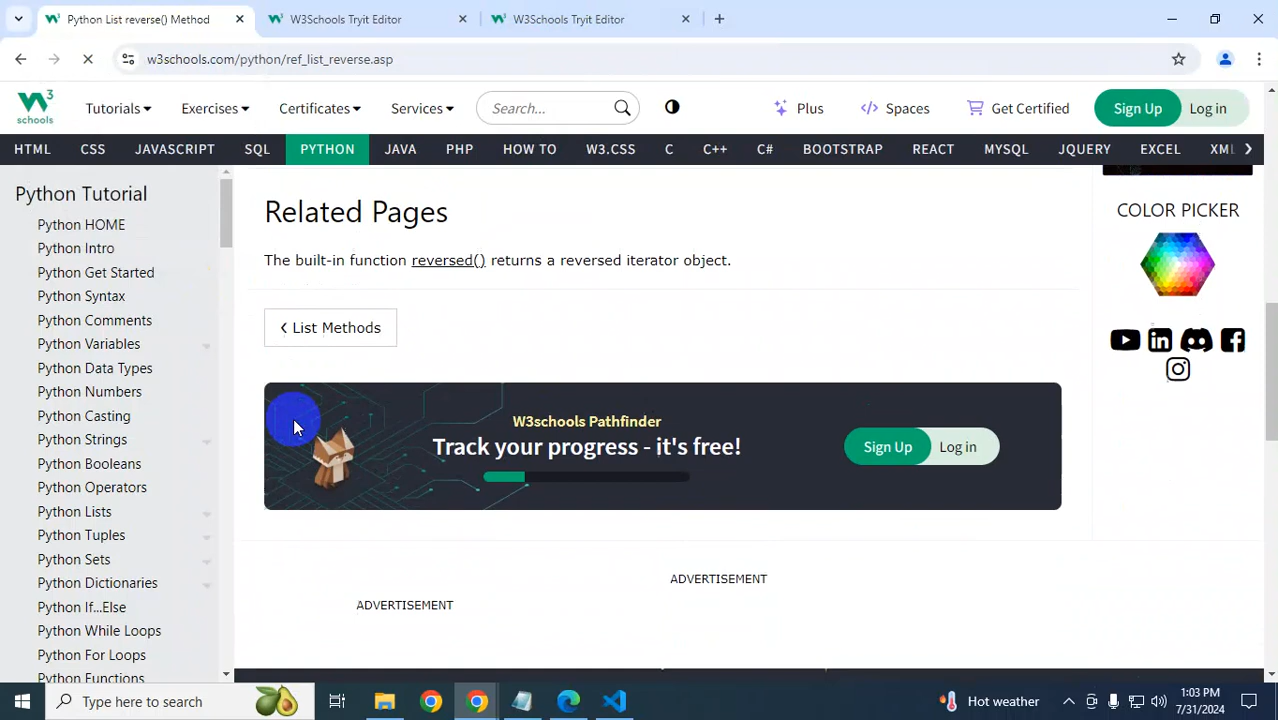 Python List reverse() Method
W3Schools Tryit Editor
W3Schools Tryit Editor
w3schools.com/python/ref_list_reverse.asp
W3 schools
Tutorials
Exercises
Certificates
Services
Search...
Plus
Spaces
Get Certified
Sign Up
Log in
HTML CSS JAVASCRIPT SQL PYTHON JAVA PHP HOW TO W3.CSS C C++ C# BOOTSTRAP REACT MYSQL JQUERY EXCEL XML
Python Tutorial
Python HOME
Python Intro
Python Get Started
Python Syntax
Python Comments
Python Variables
Python Data Types
Python Numbers
Python Casting
Python Strings
Python Booleans
Python Operators
Python Lists
Python Tuples
Python Sets
Python Dictionaries
Python If...Else
Python While Loops
Python For Loops
Python Functions
Related Pages
The built-in function reversed() returns a reversed iterator object.
‹ List Methods
W3schools Pathfinder
Track your progress - it's free!
Sign Up
Log in
ADVERTISEMENT
ADVERTISEMENT
COLOR PICKER
Type here to search
Hot weather
1:03 PM
7/31/2024